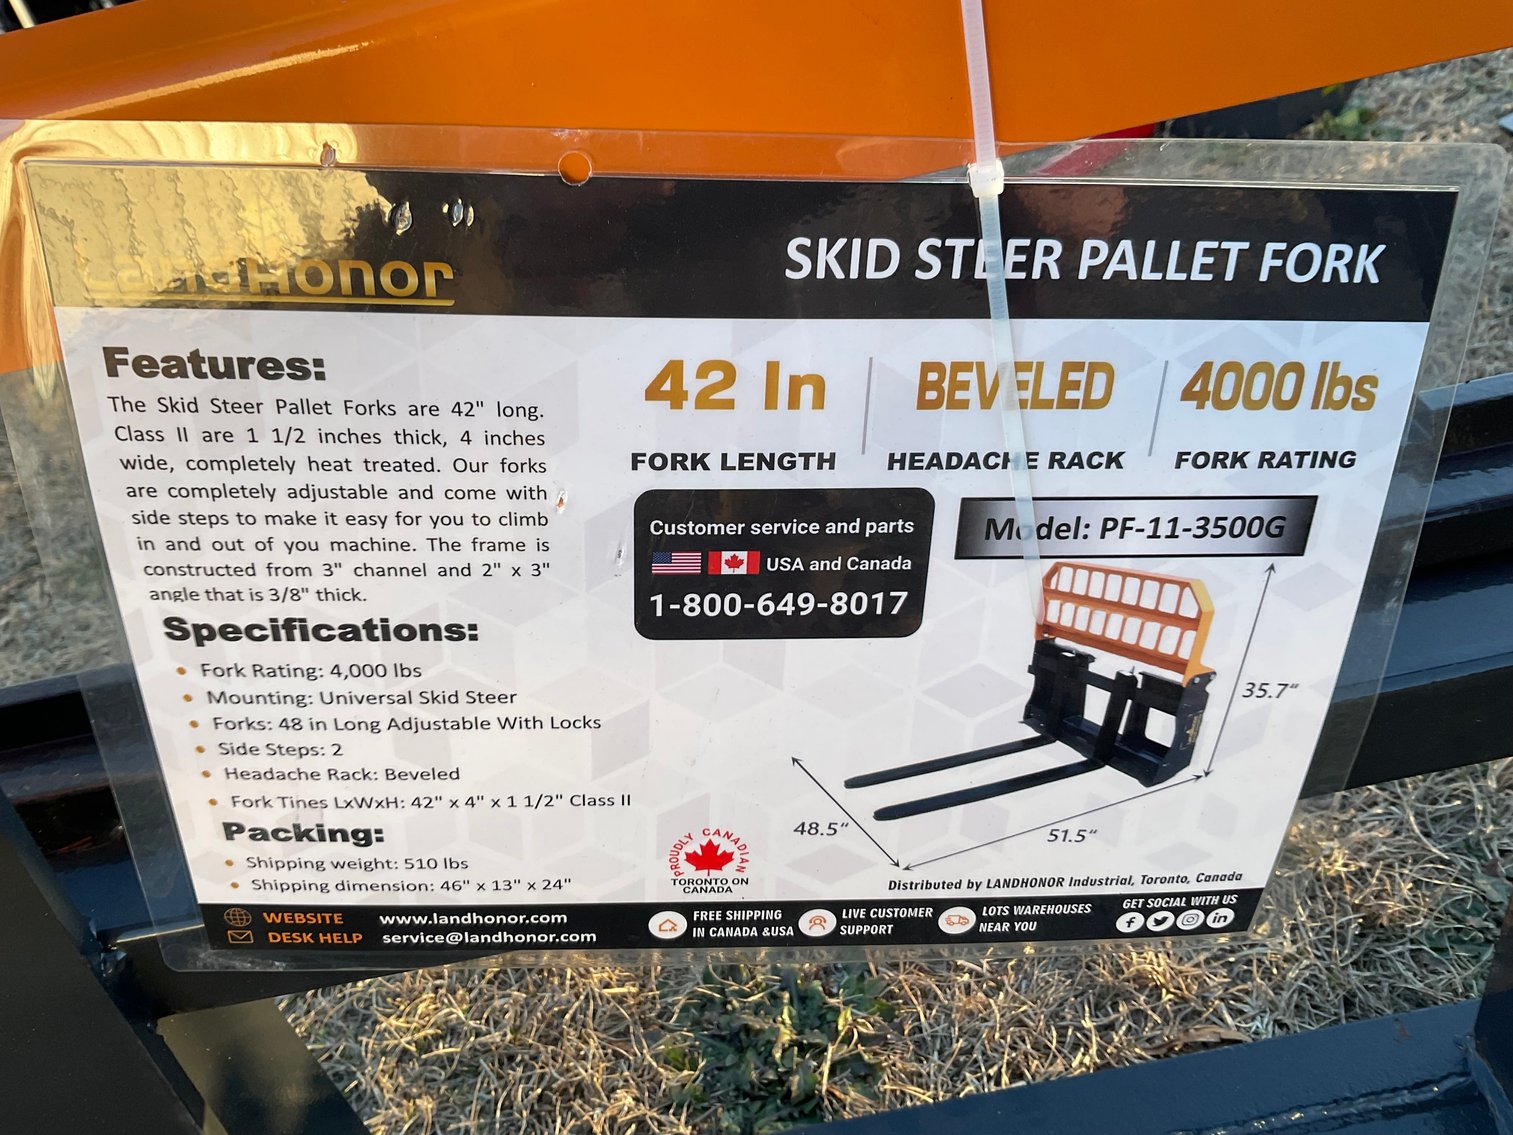 LandHonor
SKID STEER PALLET FORK
Features:
The Skid Steer Pallet Forks are 42" long.
Class II are 1 1/2 inches thick, 4 inches
wide, completely heat treated. Our forks
are completely adjustable and come with
side steps to make it easy for you to climb
in and out of you machine. The frame is
constructed from 3" channel and 2" x 3"
angle that is 3/8" thick.
Specifications:
• Fork Rating: 4,000 lbs
• Mounting: Universal Skid Steer
• Forks: 48 in Long Adjustable With Locks
• Side Steps: 2
• Headache Rack: Beveled
• Fork Tines LxWxH: 42" x 4" x 1 1/2" Class II
Packing:
• Shipping weight: 510 lbs
• Shipping dimension: 46" x 13" x 24"
42 In
FORK LENGTH
BEVELED
HEADACHE RACK
4000 lbs
FORK RATING
Customer service and parts
USA and Canada
1-800-649-8017
Model: PF-11-3500G
35.7"
48.5"
51.5"
PROUDLY CANADIAN
TORONTO ON
CANADA
Distributed by LANDHONOR Industrial, Toronto, Canada
WEBSITE www.landhonor.com
DESK HELP service@landhonor.com
FREE SHIPPING
IN CANADA &USA
LIVE CUSTOMER
SUPPORT
LOTS WAREHOUSES
NEAR YOU
GET SOCIAL WITH US